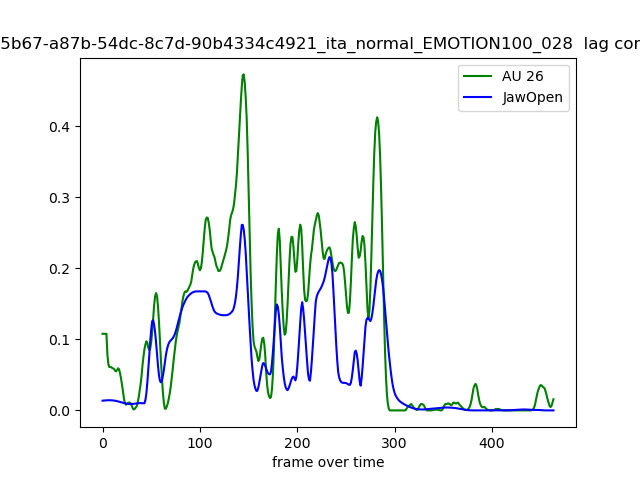 5b67-a87b-54dc-8c7d-90b4334c4921_ita_normal_EMOTION100_028  lag cor
AU 26
JawOpen
0.4
0.3
0.2
0.1
0.0
0 100 200 300 400
frame over time